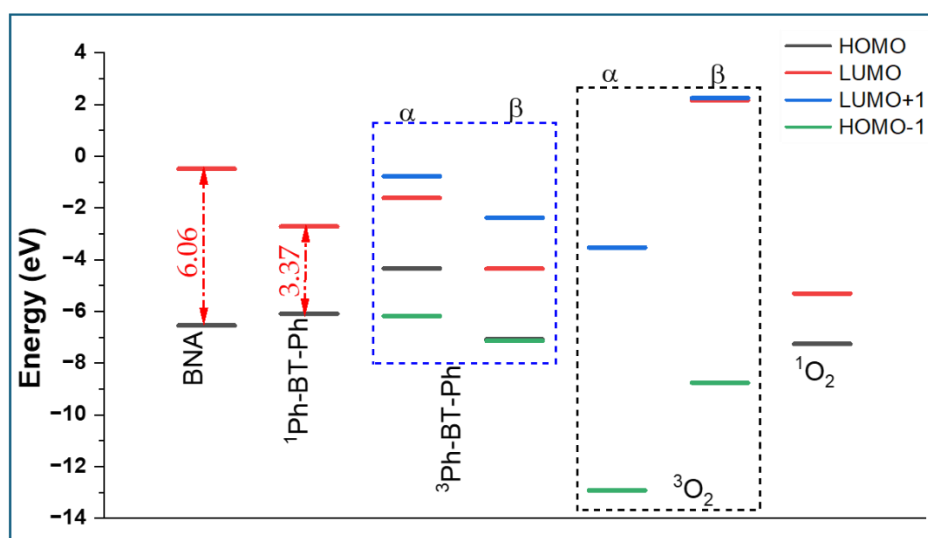 4
2
0
−2
−4
−6
−8
−10
−12
−14
Energy (eV)
HOMO
LUMO
LUMO+1
HOMO-1
α
β
α
β
6.06
3.37
BNA
¹Ph-BT-Ph
³Ph-BT-Ph
³O₂
¹O₂